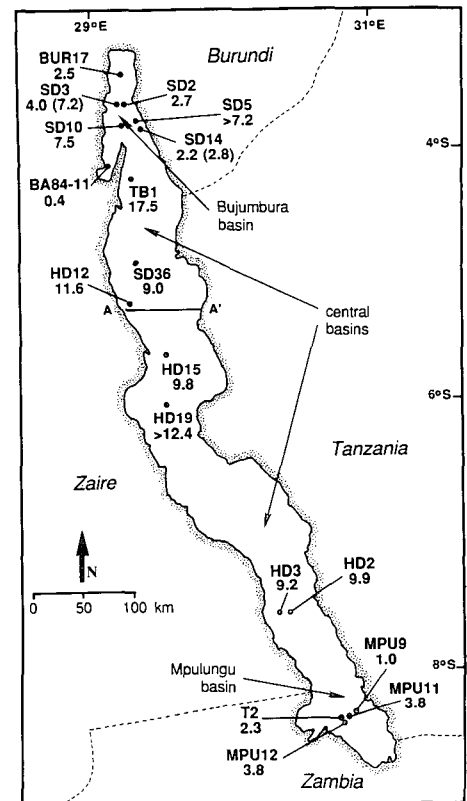 29°E
31°E
Burundi
BUR17
2.5
SD3
4.0 (7.2)
SD2
2.7
SD5
>7.2
SD10
7.5
SD14
2.2 (2.8)
4°S
BA84-11
0.4
TB1
17.5
Bujumbura
basin
HD12
11.6
SD36
9.0
A
A'
central
basins
HD15
9.8
6°S
HD19
>12.4
Tanzania
Zaire
N
0 50 100 km
HD3
9.2
HD2
9.9
MPU9
1.0
8°S
Mpulungu
basin
MPU11
3.8
T2
2.3
MPU12
3.8
Zambia